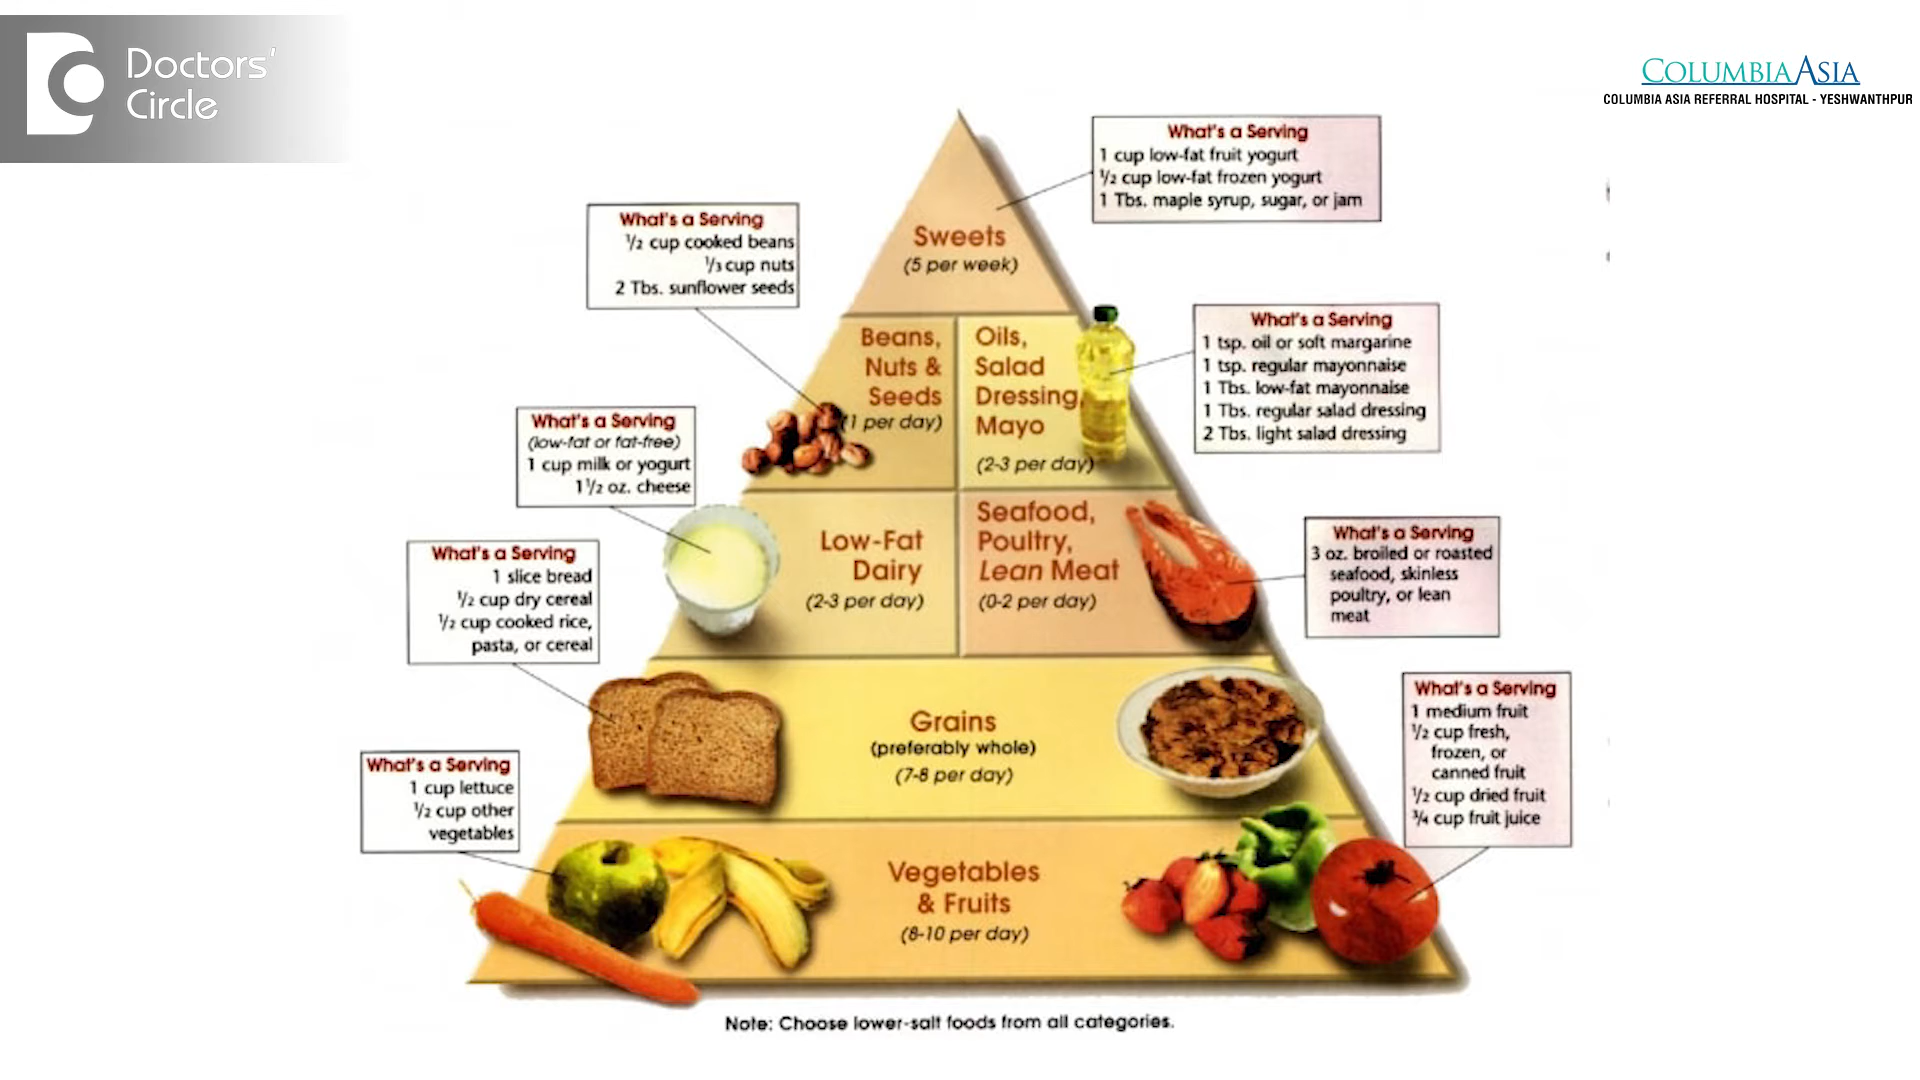 Doctors'
Circle
COLUMBIAASIA
COLUMBIA ASIA REFERRAL HOSPITAL - YESHWANTHPUR
What's a Serving
1 cup low-fat fruit yogurt
½ cup low-fat frozen yogurt
1 Tbs. maple syrup, sugar, or jam
Sweets
(5 per week)
What's a Serving
½ cup cooked beans
⅓ cup nuts
2 Tbs. sunflower seeds
Beans,
Nuts &
Seeds
(1 per day)
Oils,
Salad
Dressing,
Mayo
(2-3 per day)
What's a Serving
1 tsp. oil or soft margarine
1 tsp. regular mayonnaise
1 Tbs. low-fat mayonnaise
1 Tbs. regular salad dressing
2 Tbs. light salad dressing
What's a Serving
(low-fat or fat-free)
1 cup milk or yogurt
1½ oz. cheese
Low-Fat
Dairy
(2-3 per day)
Seafood,
Poultry,
Lean Meat
(0-2 per day)
What's a Serving
3 oz. broiled or roasted
seafood, skinless
poultry, or lean
meat
What's a Serving
1 slice bread
½ cup dry cereal
½ cup cooked rice,
pasta, or cereal
Grains
(preferably whole)
(7-8 per day)
What's a Serving
1 medium fruit
½ cup fresh,
frozen, or
canned fruit
½ cup dried fruit
¾ cup fruit juice
What's a Serving
1 cup lettuce
½ cup other
vegetables
Vegetables
& Fruits
(8-10 per day)
Note: Choose lower-salt foods from all categories.